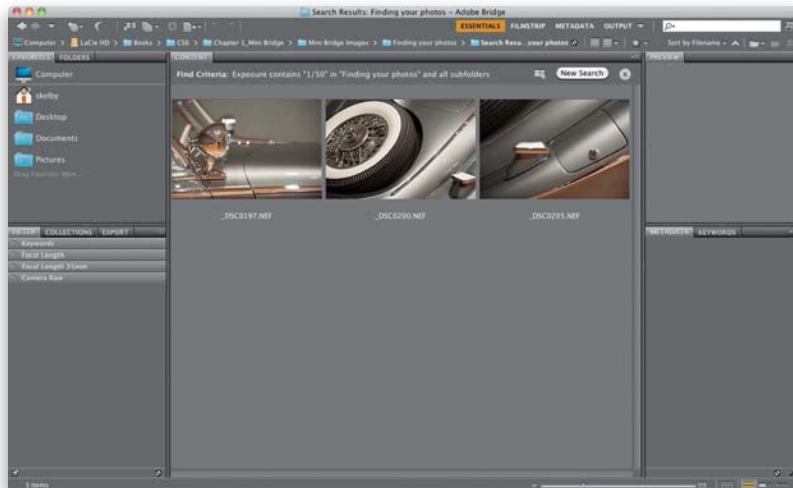 Search Results: Finding your photos – Adobe Bridge
ESSENTIALS FILMSTRIP METADATA OUTPUT
Computer > LaCie HD > Books > CS6 > Chapter 1_Mini Bridge > Mini Bridge Images > Finding your photos > Search Resu...your photos
Sort by Filename
FAVORITES FOLDERS
CONTENT
PREVIEW
Computer
skelby
Desktop
Documents
Pictures
Drag Favorites Here...
Find Criteria: Exposure contains "1/50" in "Finding your photos" and all subfolders
New Search
_DSC0197.NEF
_DSC0200.NEF
_DSC0205.NEF
FILTER COLLECTIONS EXPORT
Keywords
Focal Length
Focal Length 35mm
Camera Raw
METADATA KEYWORDS
3 items